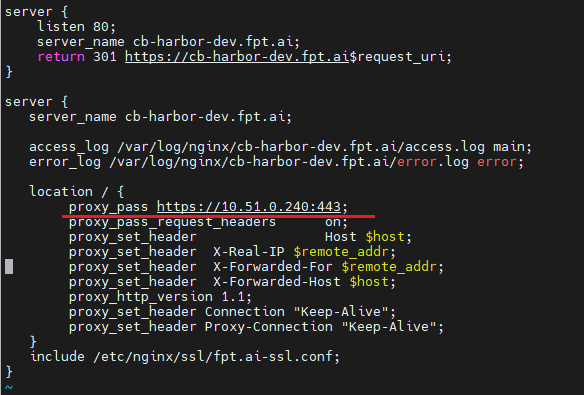 server {
    listen 80;
    server_name cb-harbor-dev.fpt.ai;
    return 301 https://cb-harbor-dev.fpt.ai$request_uri;
}
server {
   server_name cb-harbor-dev.fpt.ai;
   access_log /var/log/nginx/cb-harbor-dev.fpt.ai/access.log main;
   error_log /var/log/nginx/cb-harbor-dev.fpt.ai/error.log error;
   location / {
        proxy_pass https://10.51.0.240:443;
        proxy_pass_request_headers      on;
        proxy_set_header                Host $host;
        proxy_set_header  X-Real-IP $remote_addr;
        proxy_set_header  X-Forwarded-For $remote_addr;
        proxy_set_header  X-Forwarded-Host $host;
        proxy_http_version 1.1;
        proxy_set_header Connection "Keep-Alive";
        proxy_set_header Proxy-Connection "Keep-Alive";
   }
   include /etc/nginx/ssl/fpt.ai-ssl.conf;
}
~